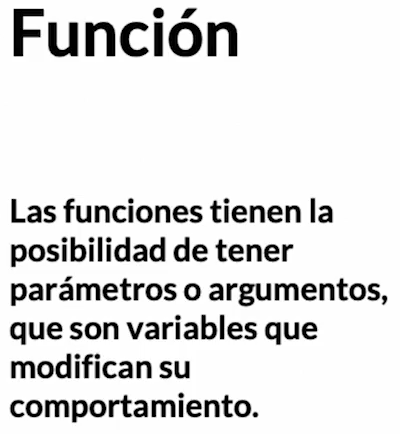 Función
Las funciones tienen la
posibilidad de tener
parámetros o argumentos,
que son variables que
modifican su
comportamiento.